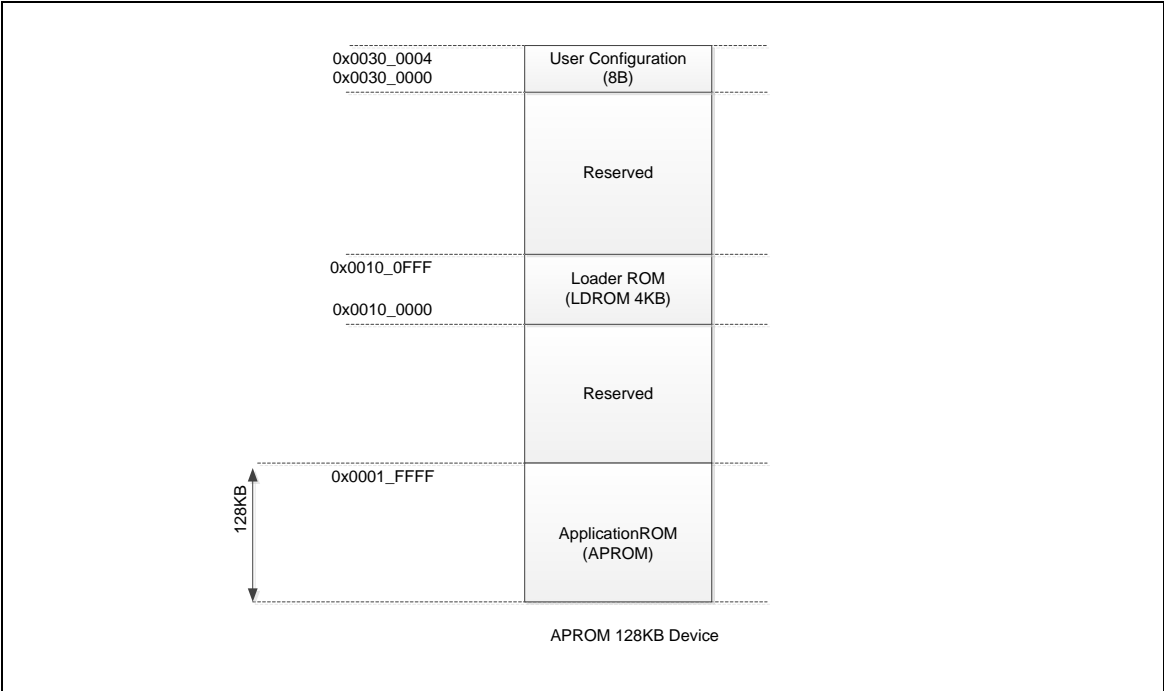 0x0030_0004
User Configuration
0x0030_0000
(8B)
Reserved
0x0010_0FFF
Loader ROM
(LDROM 4KB)
0x0010_0000
Reserved
0x0001_FFFF
128KB
ApplicationROM
(APROM)
APROM 128KB Device